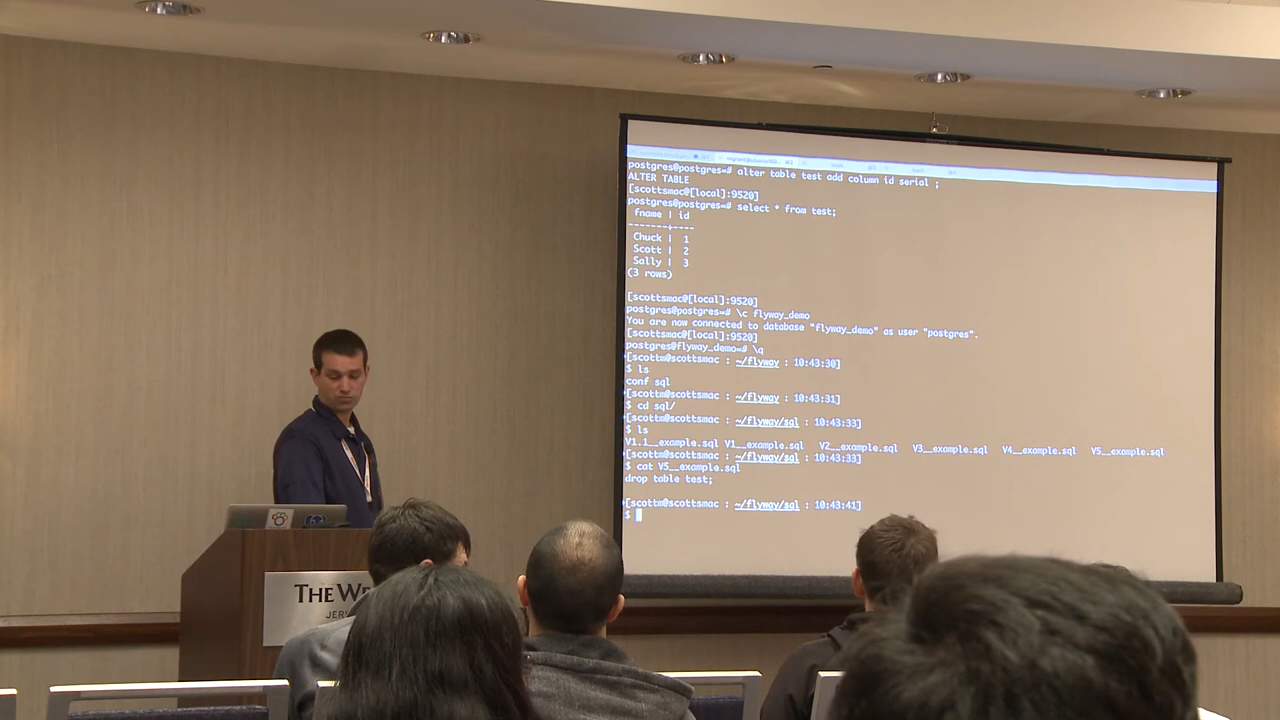 postgres@postgres=# alter table test add column id serial ;
ALTER TABLE
[scottsmac@[local]:9520]
postgres@postgres=# select * from test;
fname | id
-------+----
Chuck | 1
Scott | 2
Sally | 3
(3 rows)
[scottsmac@[local]:9520]
postgres@postgres=# \c flyway_demo
You are now connected to database "flyway_demo" as user "postgres".
[scottsmac@[local]:9520]
postgres@flyway_demo=# \q
[scottm@scottsmac : ~/flyway : 10:43:30]
$ ls
conf sql
[scottm@scottsmac : ~/flyway : 10:43:31]
$ cd sql/
[scottm@scottsmac : ~/flyway/sql : 10:43:33]
$ ls
V1.1__example.sql V1__example.sql V2__example.sql V3__example.sql V4__example.sql V5__example.sql
[scottm@scottsmac : ~/flyway/sql : 10:43:33]
$ cat V5__example.sql
drop table test;
[scottm@scottsmac : ~/flyway/sql : 10:43:41]
$
THE